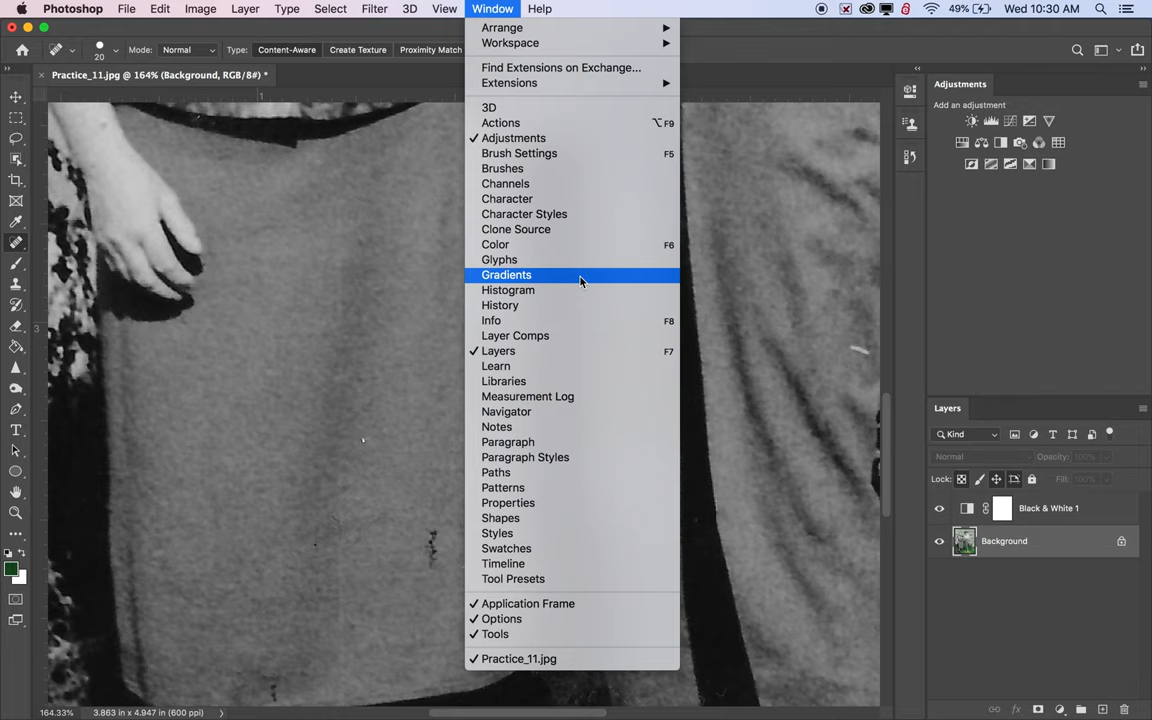 Photoshop File Edit Image Layer Type Select Filter 3D View Window Help 49% Wed 10:30 AM
20 Mode: Normal Type: Content-Aware Create Texture Proximity Match
Practice_11.jpg @ 164% (Background, RGB/8#) *
1
3
Arrange
Workspace
Find Extensions on Exchange...
Extensions
3D
Actions ⌥F9
Adjustments
Brush Settings F5
Brushes
Channels
Character
Character Styles
Clone Source
Color F6
Glyphs
Gradients
Histogram
History
Info F8
Layer Comps
Layers F7
Learn
Libraries
Measurement Log
Navigator
Notes
Paragraph
Paragraph Styles
Paths
Patterns
Properties
Shapes
Styles
Swatches
Timeline
Tool Presets
Application Frame
Options
Tools
Practice_11.jpg
Adjustments
Add an adjustment
Layers
Kind
Normal Opacity: 100%
Lock: Fill: 100%
Black & White 1
Background
164.33% 3.863 in x 4.947 in (600 ppi)